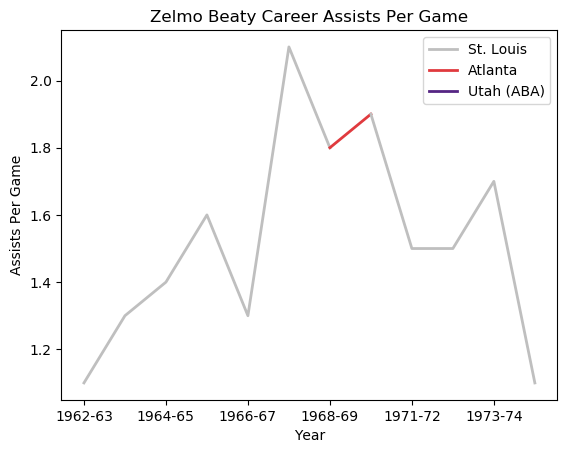 Zelmo Beaty Career Assists Per Game
St. Louis
Atlanta
Utah (ABA)
Assists Per Game
2.0
1.8
1.6
1.4
1.2
1962-63
1964-65
1966-67
1968-69
1971-72
1973-74
Year